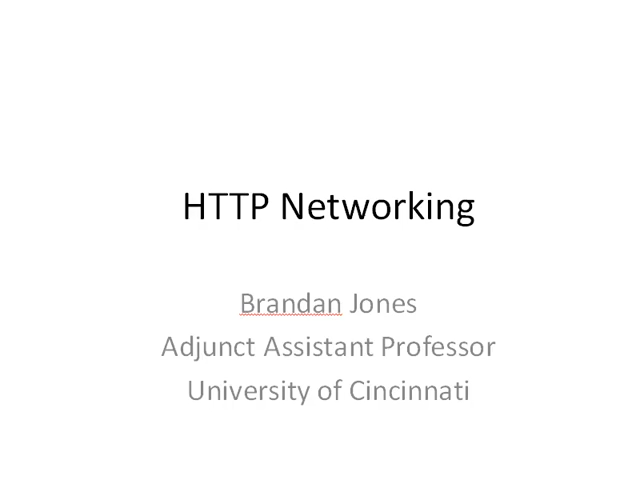 HTTP Networking
Brandan Jones
Adjunct Assistant Professor
University of Cincinnati